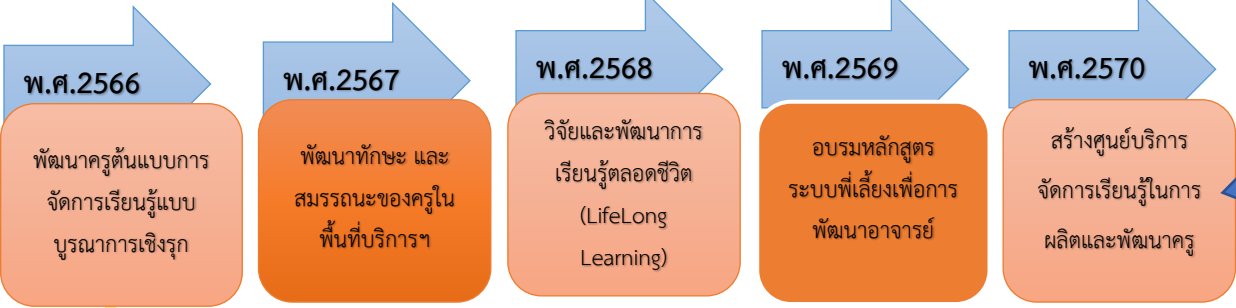 พ.ศ.2566
พัฒนาครูต้นแบบการ
จัดการเรียนรู้แบบ
บูรณาการเชิงรุก
พ.ศ.2567
พัฒนาทักษะ และ
สมรรถนะของครูใน
พื้นที่บริการฯ
พ.ศ.2568
วิจัยและพัฒนาการ
เรียนรู้ตลอดชีวิต
(LifeLong
Learning)
พ.ศ.2569
อบรมหลักสูตร
ระบบพี่เลี้ยงเพื่อการ
พัฒนาอาจารย์
พ.ศ.2570
สร้างศูนย์บริการ
จัดการเรียนรู้ในการ
ผลิตและพัฒนาครู